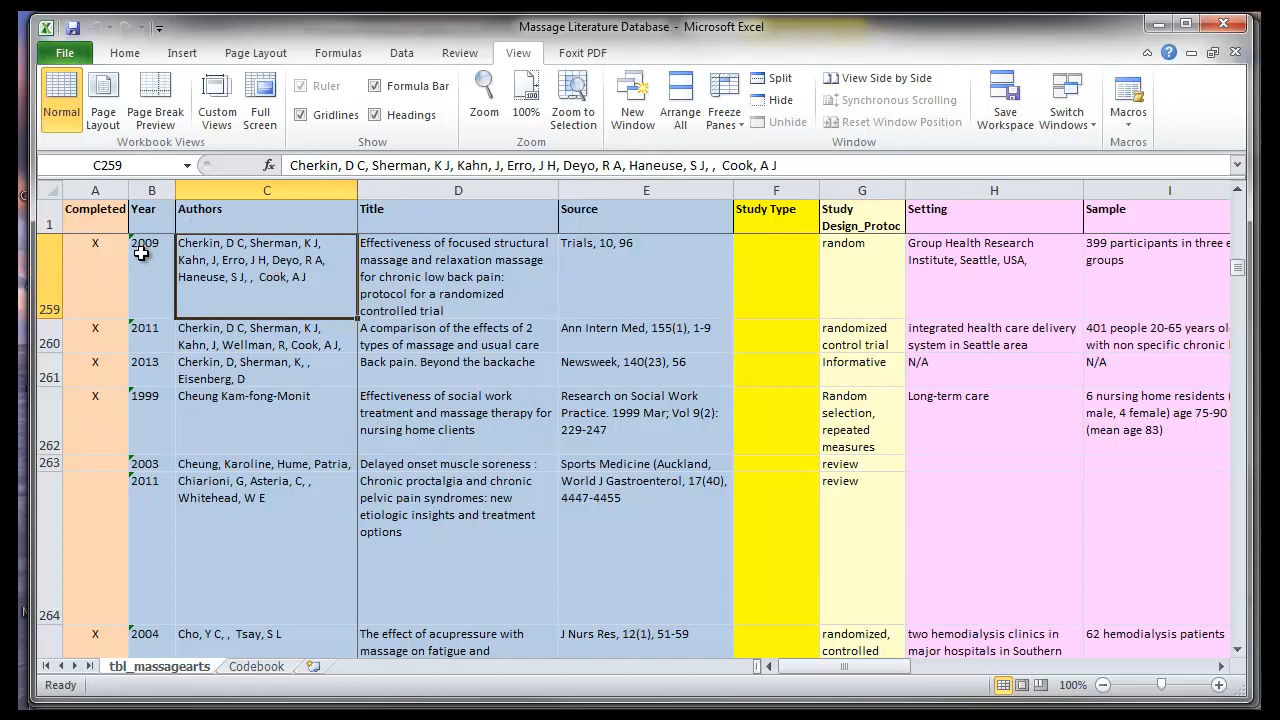 Massage Literature Database - Microsoft Excel
File Home Insert Page Layout Formulas Data Review View Foxit PDF
Normal Page Layout Page Break Preview Custom Views Full Screen
Workbook Views
Ruler Formula Bar
Gridlines Headings
Show
Zoom 100% Zoom to Selection
Zoom
New Window Arrange All Freeze Panes
Split
Hide
Unhide
View Side by Side
Synchronous Scrolling
Reset Window Position
Window
Save Workspace Switch Windows
Macros
Macros
C259 fx Cherkin, D C, Sherman, K J, Kahn, J, Erro, J H, Deyo, R A, Haneuse, S J, , Cook, A J
A B C D E F G H I
1 Completed Year Authors Title Source Study Type Study Setting Sample
Design_Protoc
259 X 2009 Cherkin, D C, Sherman, K J, Effectiveness of focused structural Trials, 10, 96 random Group Health Research 399 participants in three e
Kahn, J, Erro, J H, Deyo, R A, massage and relaxation massage Institute, Seattle, USA, groups
Haneuse, S J, , Cook, A J for chronic low back pain:
protocol for a randomized
controlled trial
260 X 2011 Cherkin, D C, Sherman, K J, A comparison of the effects of 2 Ann Intern Med, 155(1), 1-9 randomized integrated health care delivery 401 people 20-65 years ol
Kahn, J, Wellman, R, Cook, A J, types of massage and usual care control trial system in Seattle area with non specific chronic
261 X 2013 Cherkin, D, Sherman, K, , Back pain. Beyond the backache Newsweek, 140(23), 56 Informative N/A N/A
Eisenberg, D
262 X 1999 Cheung Kam-fong-Monit Effectiveness of social work Research on Social Work Random Long-term care 6 nursing home residents (
treatment and massage therapy for Practice. 1999 Mar; Vol 9(2): selection, male, 4 female) age 75-90
nursing home clients 229-247 repeated (mean age 83)
measures
263 2003 Cheung, Karoline, Hume, Patria, Delayed onset muscle soreness : Sports Medicine (Auckland, review
264 2011 Chiarioni, G, Asteria, C, , Chronic proctalgia and chronic World J Gastroenterol, 17(40), review
Whitehead, W E pelvic pain syndromes: new 4447-4455
etiologic insights and treatment
options
X 2004 Cho, Y C, , Tsay, S L The effect of acupressure with J Nurs Res, 12(1), 51-59 randomized, two hemodialysis clinics in 62 hemodialysis patients
massage on fatigue and controlled major hospitals in Southern
tbl_massagearts Codebook
Ready 100%